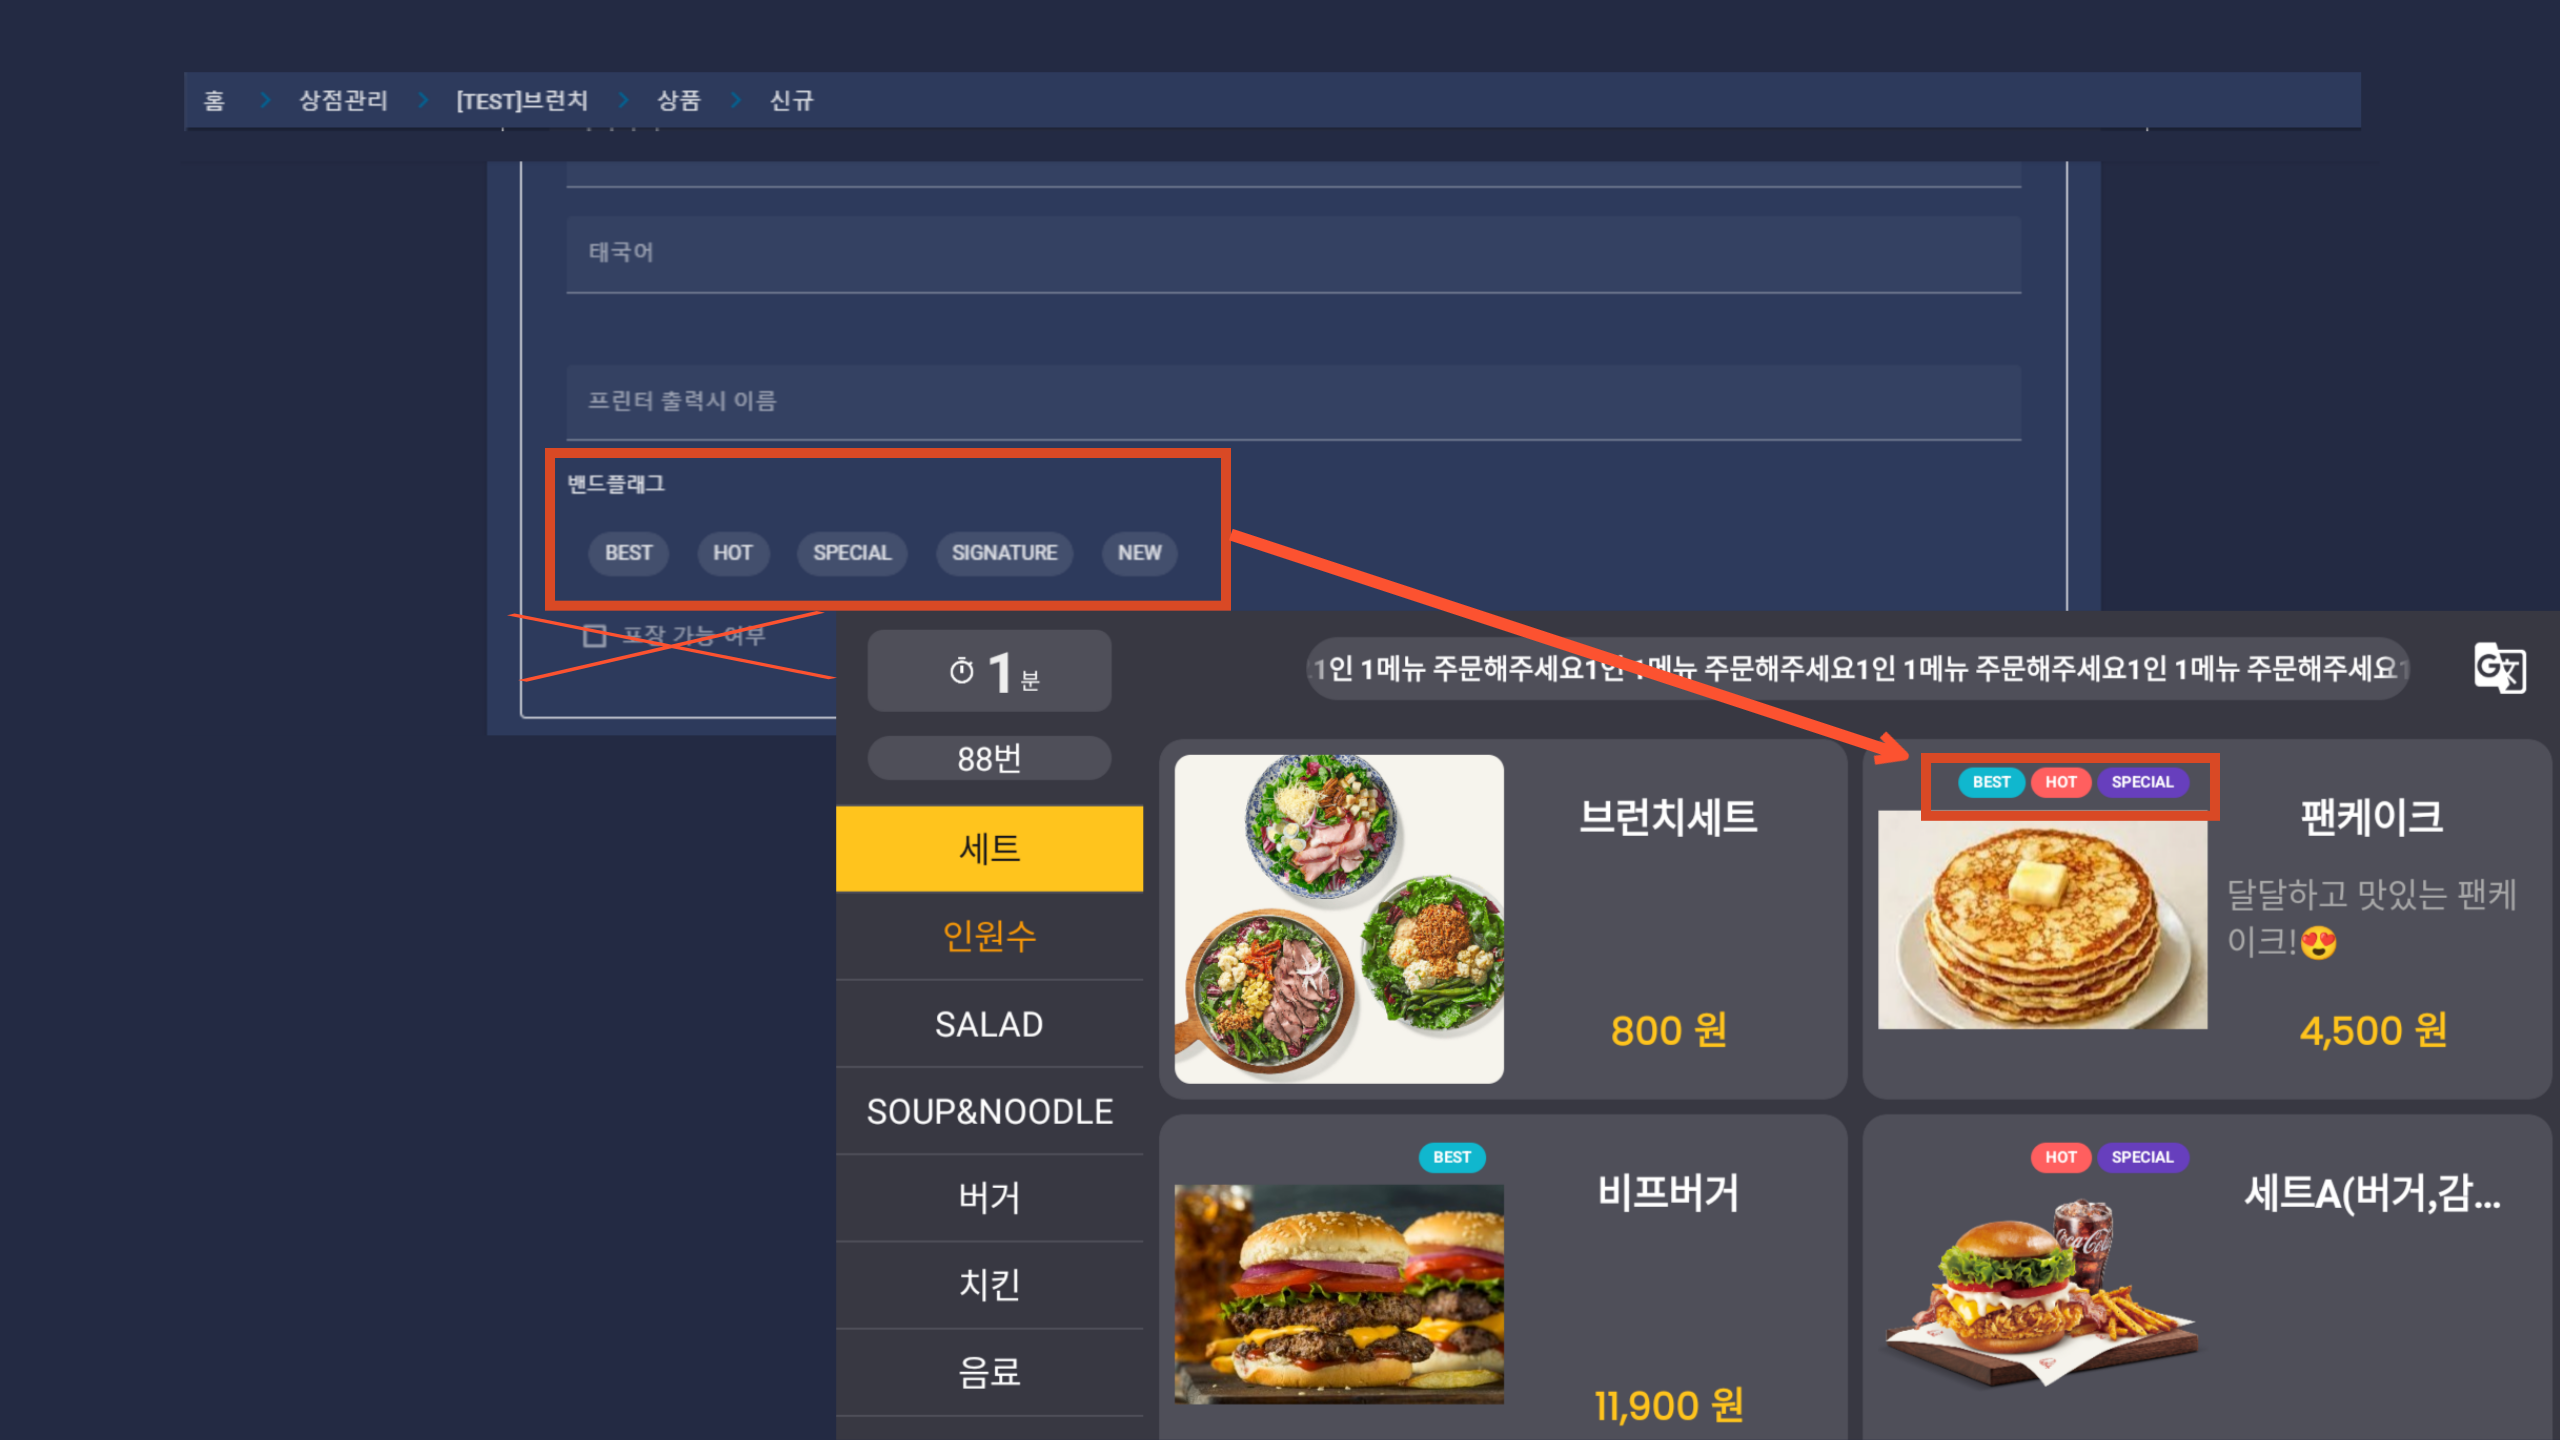 홈 > 상점관리 > [TEST]브런치 > 상품 > 신규
태국어
프린터 출력시 이름
밴드플래그
BEST HOT SPECIAL SIGNATURE NEW
포장 가능 여부
1 분
1인 1메뉴 주문해주세요1인 1메뉴 주문해주세요1인 1메뉴 주문해주세요1인 1메뉴 주문해주세요1
88번
세트
인원수
SALAD
SOUP&NOODLE
버거
치킨
음료
브런치세트
800 원
BEST HOT SPECIAL
팬케이크
달달하고 맛있는 팬케
이크!😍
4,500 원
BEST
비프버거
11,900 원
HOT SPECIAL
세트A(버거,감...
Coca-Cola